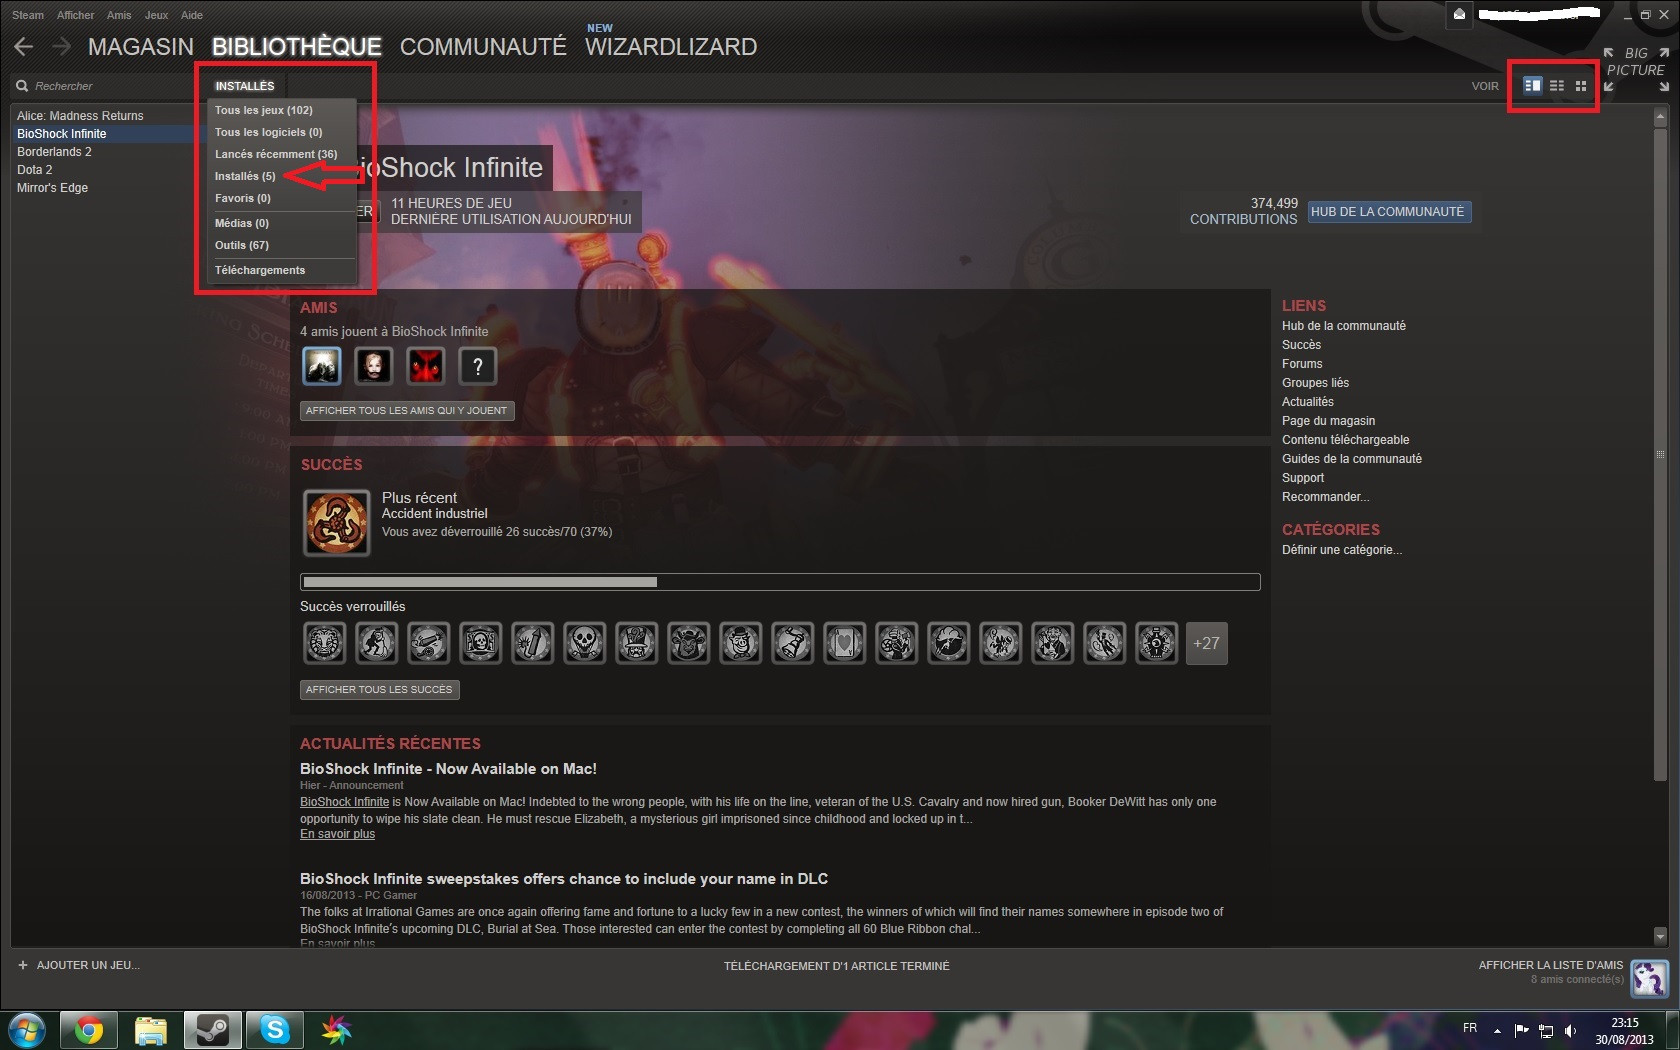 Steam Afficher Amis Jeux Aide
NEW
MAGASIN BIBLIOTHÈQUE COMMUNAUTÉ WIZARDLIZARD
BIG
PICTURE
Rechercher
INSTALLÉS
VOIR
Alice: Madness Returns
BioShock Infinite
Borderlands 2
Dota 2
Mirror's Edge
Tous les jeux (102)
Tous les logiciels (0)
Lancés récemment (36)
Installés (5)
Favoris (0)
Médias (0)
Outils (67)
Téléchargements
ioShock Infinite
ER
11 HEURES DE JEU
DERNIÈRE UTILISATION AUJOURD'HUI
374,499
CONTRIBUTIONS
HUB DE LA COMMUNAUTÉ
AMIS
4 amis jouent à BioShock Infinite
?
AFFICHER TOUS LES AMIS QUI Y JOUENT
SUCCÈS
Plus récent
Accident industriel
Vous avez déverrouillé 26 succès/70 (37%)
Succès verrouillés
+27
AFFICHER TOUS LES SUCCÈS
ACTUALITÉS RÉCENTES
BioShock Infinite - Now Available on Mac!
Hier - Announcement
BioShock Infinite is Now Available on Mac! Indebted to the wrong people, with his life on the line, veteran of the U.S. Cavalry and now hired gun, Booker DeWitt has only one
opportunity to wipe his slate clean. He must rescue Elizabeth, a mysterious girl imprisoned since childhood and locked up in t...
En savoir plus
BioShock Infinite sweepstakes offers chance to include your name in DLC
16/08/2013 - PC Gamer
The folks at Irrational Games are once again offering fame and fortune to a lucky few in a new contest, the winners of which will find their names somewhere in episode two of
BioShock Infinite's upcoming DLC, Burial at Sea. Those interested can enter the contest by completing all 60 Blue Ribbon chal...
En savoir plus
LIENS
Hub de la communauté
Succès
Forums
Groupes liés
Actualités
Page du magasin
Contenu téléchargeable
Guides de la communauté
Support
Recommander...
CATÉGORIES
Définir une catégorie...
+ AJOUTER UN JEU...
TÉLÉCHARGEMENT D'1 ARTICLE TERMINÉ
AFFICHER LA LISTE D'AMIS
8 amis connecté(s)
FR
23:15
30/08/2013